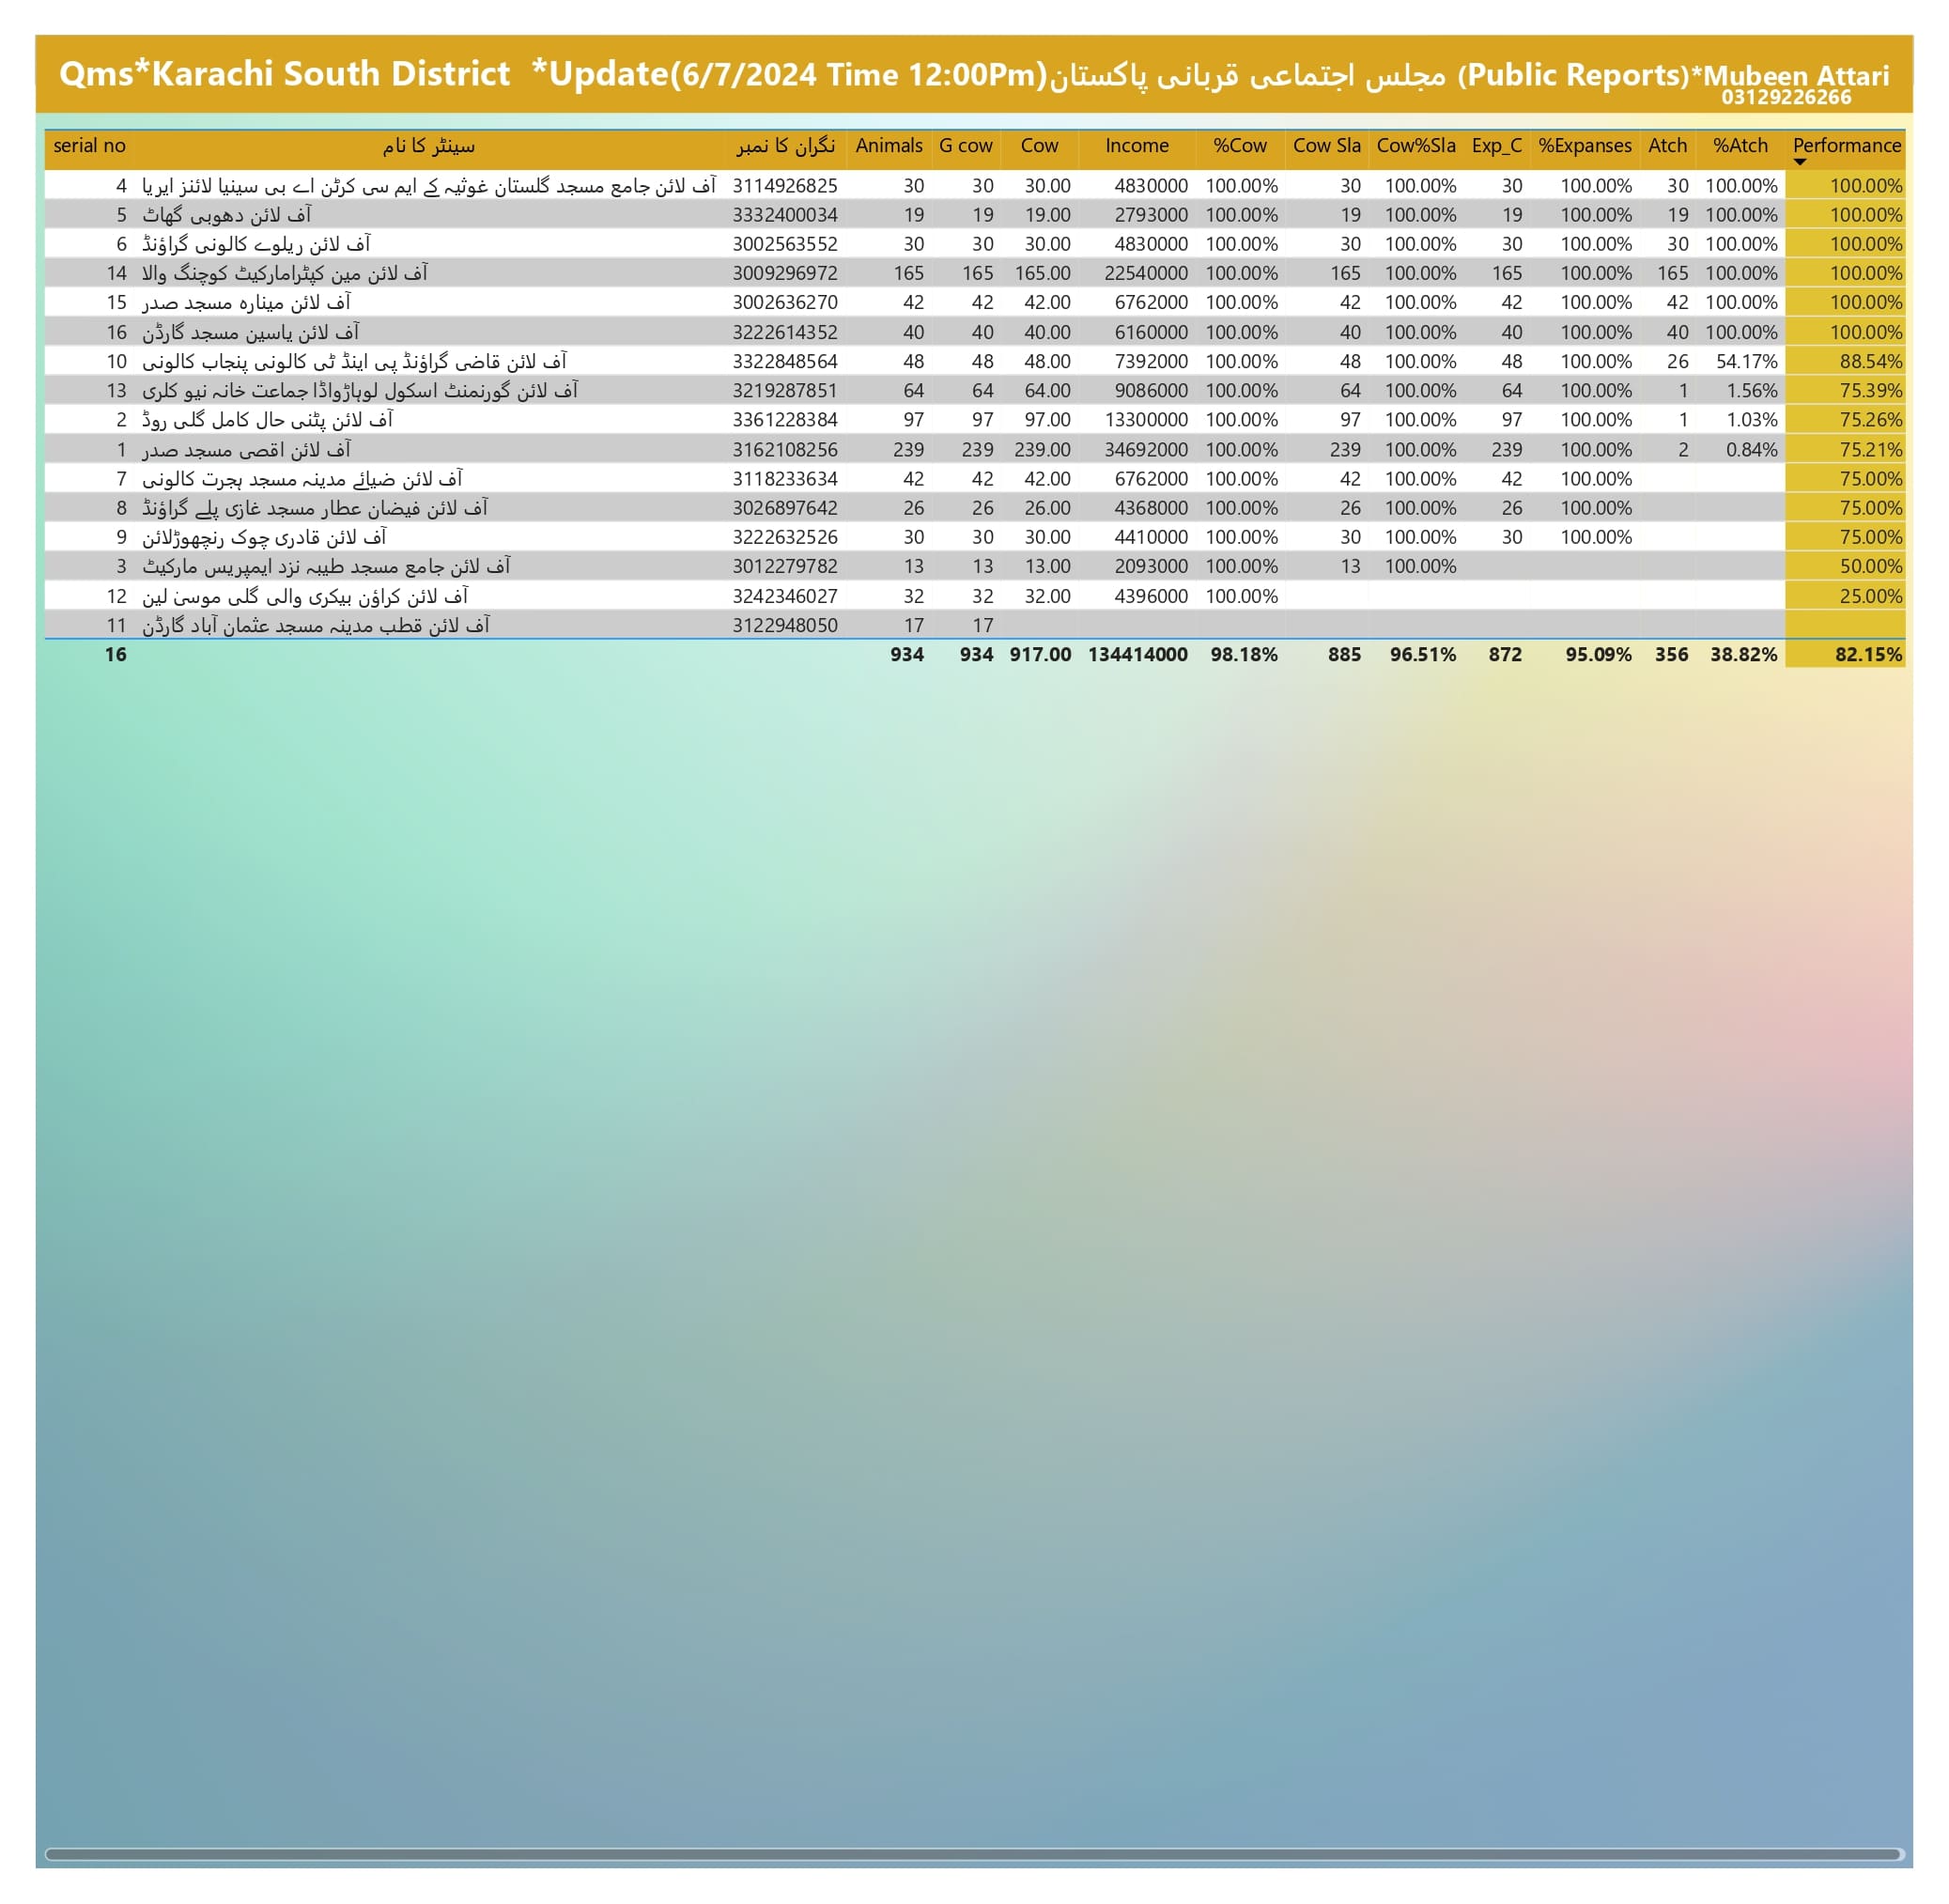 Qms*Karachi South District *Update(6/7/2024 Time 12:00Pm)مجلس اجتماعی قربانی پاکستان (Public Reports)*Mubeen Attari
03129226266
serial no سینٹر کا نام نگران کا نمبر Animals G cow Cow Income %Cow Cow Sla Cow%Sla Exp_C %Expanses Atch %Atch Performance
4 آف لائن جامع مسجد گلستان غوثیہ کے ایم سی کرٹن اے بی سینیا لائنز ایریا 3114926825 30 30 30.00 4830000 100.00% 30 100.00% 30 100.00% 30 100.00% 100.00%
5 آف لائن دھوبی گھاٹ 3332400034 19 19 19.00 2793000 100.00% 19 100.00% 19 100.00% 19 100.00% 100.00%
6 آف لائن ریلوے کالونی گراؤنڈ 3002563552 30 30 30.00 4830000 100.00% 30 100.00% 30 100.00% 30 100.00% 100.00%
14 آف لائن مین کپٹرامارکیٹ کوچنگ والا 3009296972 165 165 165.00 22540000 100.00% 165 100.00% 165 100.00% 165 100.00% 100.00%
15 آف لائن مینارہ مسجد صدر 3002636270 42 42 42.00 6762000 100.00% 42 100.00% 42 100.00% 42 100.00% 100.00%
16 آف لائن یاسین مسجد گارڈن 3222614352 40 40 40.00 6160000 100.00% 40 100.00% 40 100.00% 40 100.00% 100.00%
10 آف لائن قاضی گراؤنڈ پی اینڈ ٹی کالونی پنجاب کالونی 3322848564 48 48 48.00 7392000 100.00% 48 100.00% 48 100.00% 26 54.17% 88.54%
13 آف لائن گورنمنٹ اسکول لوہاڑواڈا جماعت خانہ نیو کلری 3219287851 64 64 64.00 9086000 100.00% 64 100.00% 64 100.00% 1 1.56% 75.39%
2 آف لائن پٹنی حال کامل گلی روڈ 3361228384 97 97 97.00 13300000 100.00% 97 100.00% 97 100.00% 1 1.03% 75.26%
1 آف لائن اقصی مسجد صدر 3162108256 239 239 239.00 34692000 100.00% 239 100.00% 239 100.00% 2 0.84% 75.21%
7 آف لائن ضیائے مدینہ مسجد ہجرت کالونی 3118233634 42 42 42.00 6762000 100.00% 42 100.00% 42 100.00% 75.00%
8 آف لائن فیضان عطار مسجد غازی پلے گراؤنڈ 3026897642 26 26 26.00 4368000 100.00% 26 100.00% 26 100.00% 75.00%
9 آف لائن قادری چوک رنچھوڑلائن 3222632526 30 30 30.00 4410000 100.00% 30 100.00% 30 100.00% 75.00%
3 آف لائن جامع مسجد طیبہ نزد ایمپریس مارکیٹ 3012279782 13 13 13.00 2093000 100.00% 13 100.00% 50.00%
12 آف لائن کراؤن بیکری والی گلی موسیٰ لین 3242346027 32 32 32.00 4396000 100.00% 25.00%
11 آف لائن قطب مدینہ مسجد عثمان آباد گارڈن 3122948050 17 17
16 934 934 917.00 134414000 98.18% 885 96.51% 872 95.09% 356 38.82% 82.15%